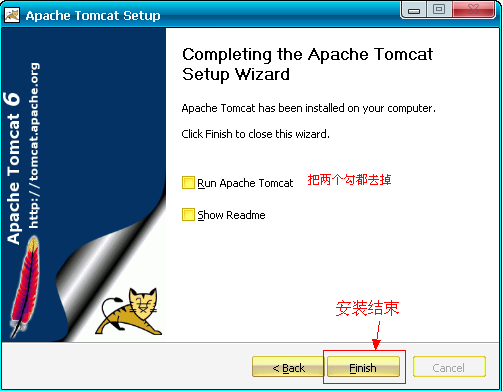 Apache Tomcat Setup
Apache Tomcat 6
http://tomcat.apache.org
Completing the Apache Tomcat
Setup Wizard
Apache Tomcat has been installed on your computer.
Click Finish to close this wizard.
Run Apache Tomcat
把两个勾都去掉
Show Readme
安装结束
< Back
Finish
Cancel